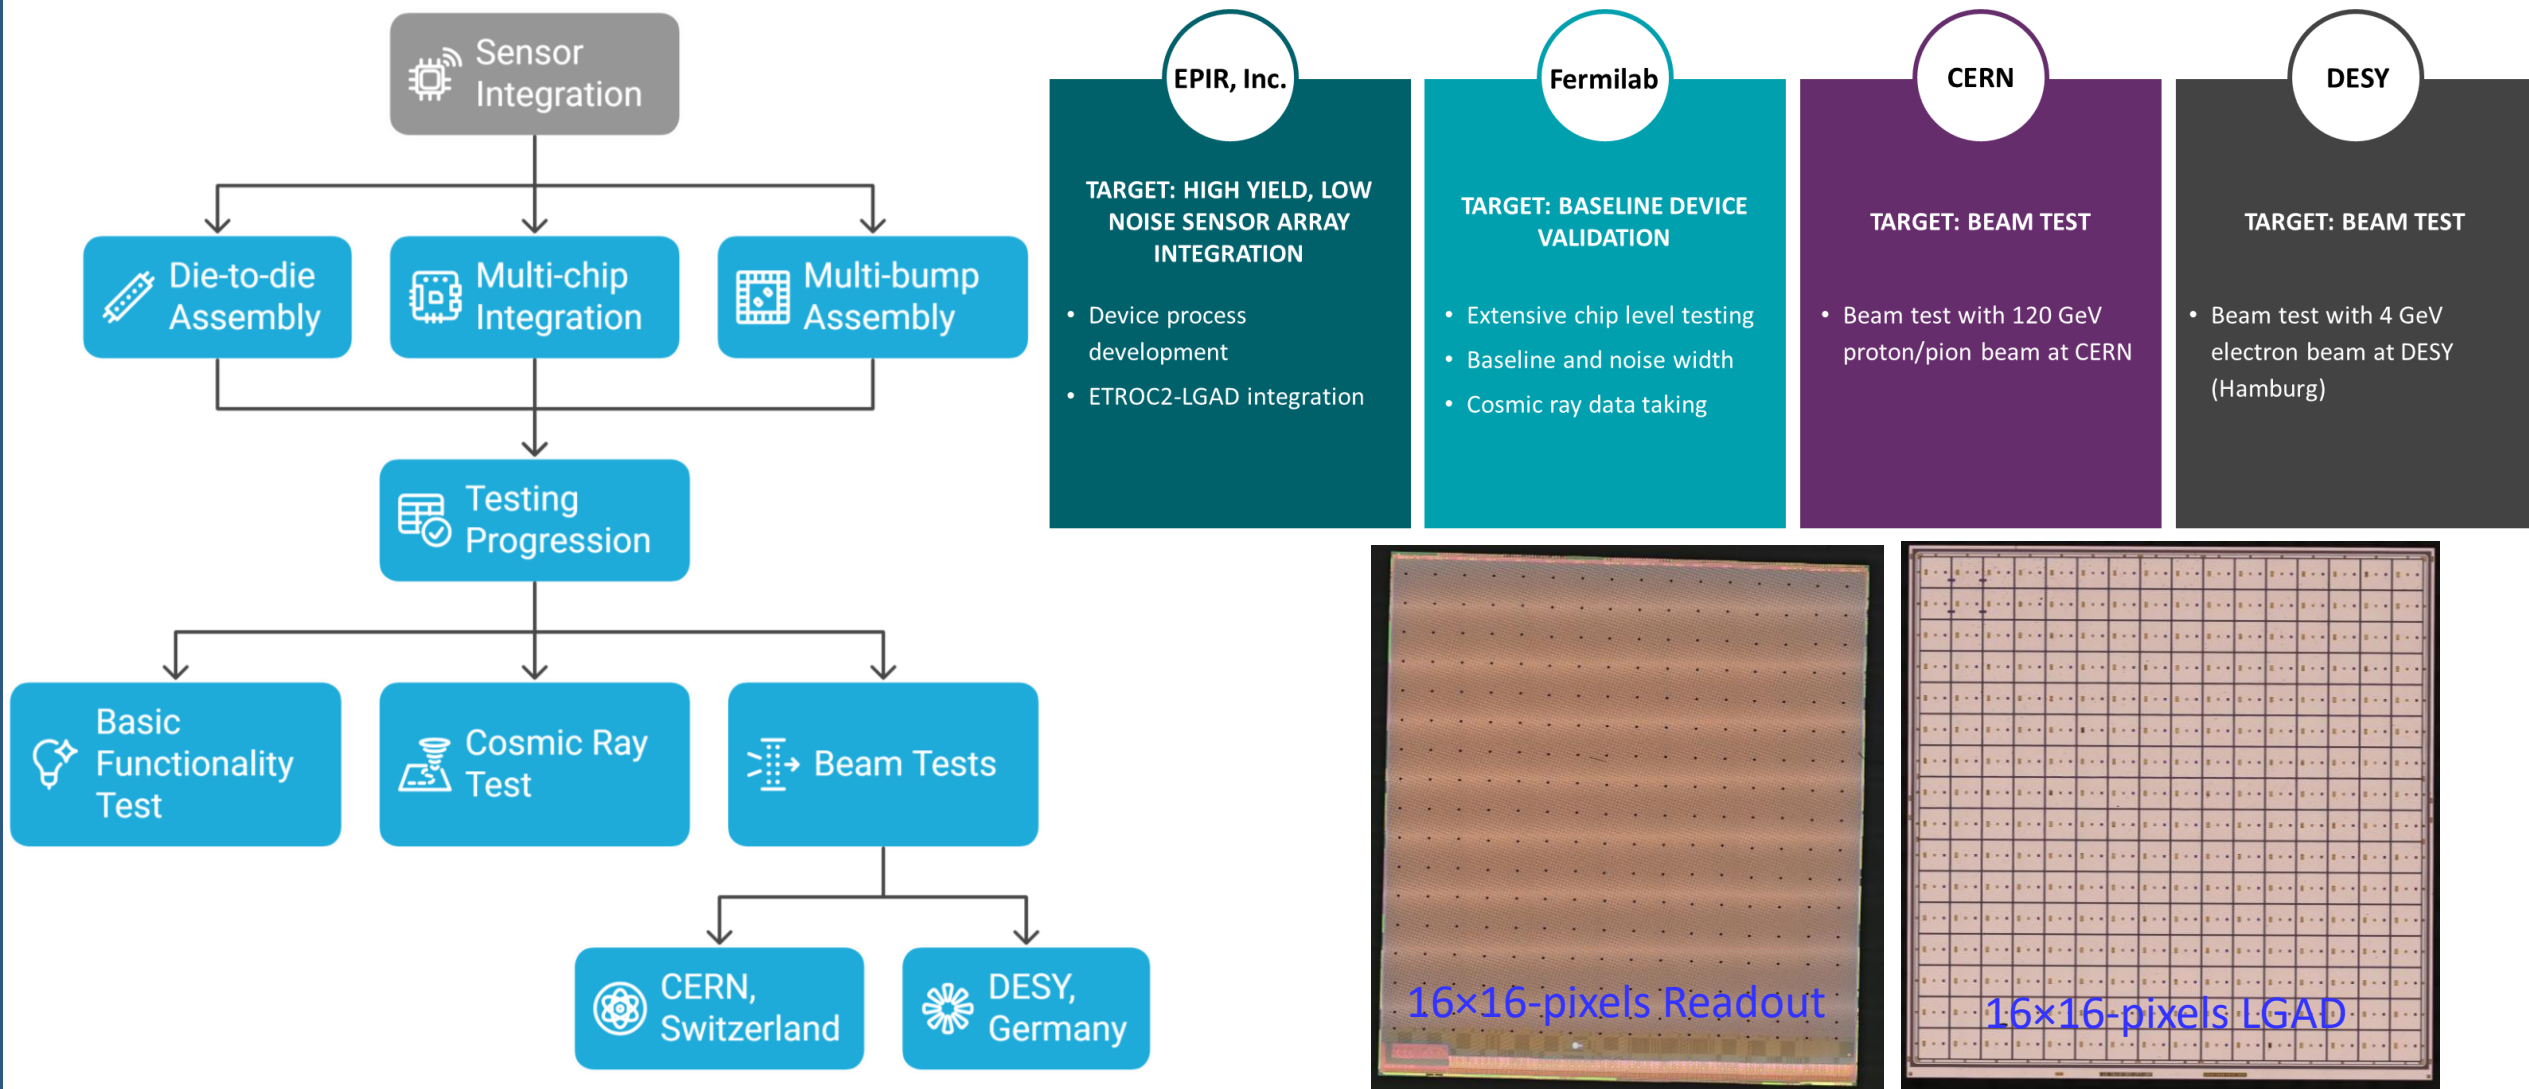 Sensor
Integration
Die-to-die
Assembly
Multi-chip
Integration
Multi-bump
Assembly
Testing
Progression
Basic
Functionality
Test
Cosmic Ray
Test
Beam Tests
CERN,
Switzerland
DESY,
Germany
EPIR, Inc.
TARGET: HIGH YIELD, LOW
NOISE SENSOR ARRAY
INTEGRATION
• Device process
development
• ETROC2-LGAD integration
Fermilab
TARGET: BASELINE DEVICE
VALIDATION
• Extensive chip level testing
• Baseline and noise width
• Cosmic ray data taking
CERN
TARGET: BEAM TEST
• Beam test with 120 GeV
proton/pion beam at CERN
DESY
TARGET: BEAM TEST
• Beam test with 4 GeV
electron beam at DESY
(Hamburg)
16×16-pixels Readout
16×16-pixels LGAD